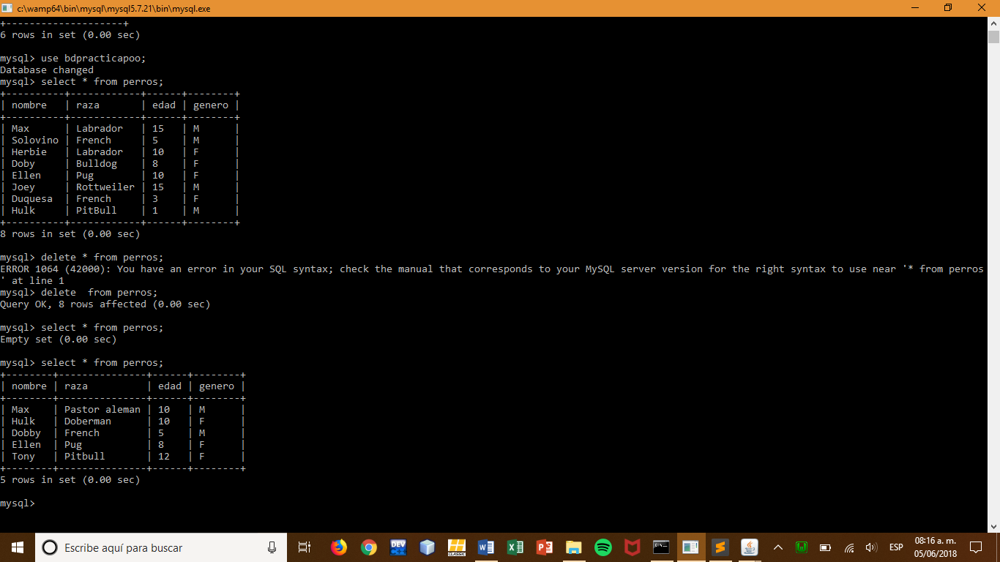 c:\wamp64\bin\mysql\mysql5.7.21\bin\mysql.exe
+--------------------+
6 rows in set (0.00 sec)
mysql> use bdpracticapoo;
Database changed
mysql> select * from perros;
+----------+------------+------+--------+
| nombre   | raza       | edad | genero |
+----------+------------+------+--------+
| Max      | Labrador   | 15   | M      |
| Solovino | French     | 5    | M      |
| Herbie   | Labrador   | 10   | F      |
| Doby     | Bulldog    | 8    | F      |
| Ellen    | Pug        | 10   | F      |
| Joey     | Rottweiler | 15   | M      |
| Duquesa  | French     | 3    | F      |
| Hulk     | PitBull    | 1    | M      |
+----------+------------+------+--------+
8 rows in set (0.00 sec)
mysql> delete * from perros;
ERROR 1064 (42000): You have an error in your SQL syntax; check the manual that corresponds to your MySQL server version for the right syntax to use near '* from perros
' at line 1
mysql> delete  from perros;
Query OK, 8 rows affected (0.00 sec)
mysql> select * from perros;
Empty set (0.00 sec)
mysql> select * from perros;
+--------+---------------+------+--------+
| nombre | raza          | edad | genero |
+--------+---------------+------+--------+
| Max    | Pastor aleman | 10   | M      |
| Hulk   | Doberman      | 10   | F      |
| Dobby  | French        | 5    | M      |
| Ellen  | Pug           | 8    | F      |
| Tony   | Pitbull       | 12   | F      |
+--------+---------------+------+--------+
5 rows in set (0.00 sec)
mysql>
Escribe aquí para buscar
DEV
CLASSIC
ESP
08:16 a. m.
05/06/2018